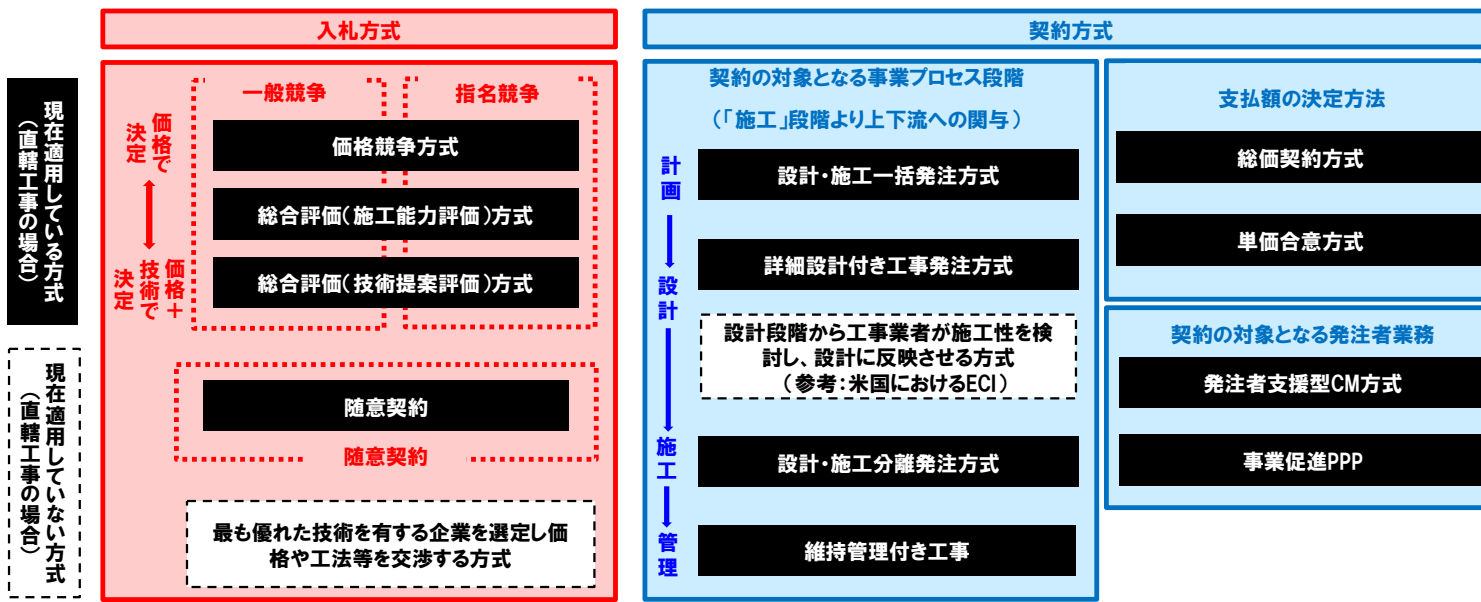 入札方式
契約方式
現在適用している方式
（直轄工事の場合）
現在適用していない方式
（直轄工事の場合）
一般競争
指名競争
価格で
決定
価格＋
技術で
決定
価格競争方式
総合評価（施工能力評価）方式
総合評価（技術提案評価）方式
随意契約
随意契約
最も優れた技術を有する企業を選定し価
格や工法等を交渉する方式
契約の対象となる事業プロセス段階
（「施工」段階より上下流への関与）
計画
設計
施工
管理
設計・施工一括発注方式
詳細設計付き工事発注方式
設計段階から工事業者が施工性を検
討し、設計に反映させる方式
（参考：米国におけるECI）
設計・施工分離発注方式
維持管理付き工事
支払額の決定方法
総価契約方式
単価合意方式
契約の対象となる発注者業務
発注者支援型CM方式
事業促進PPP